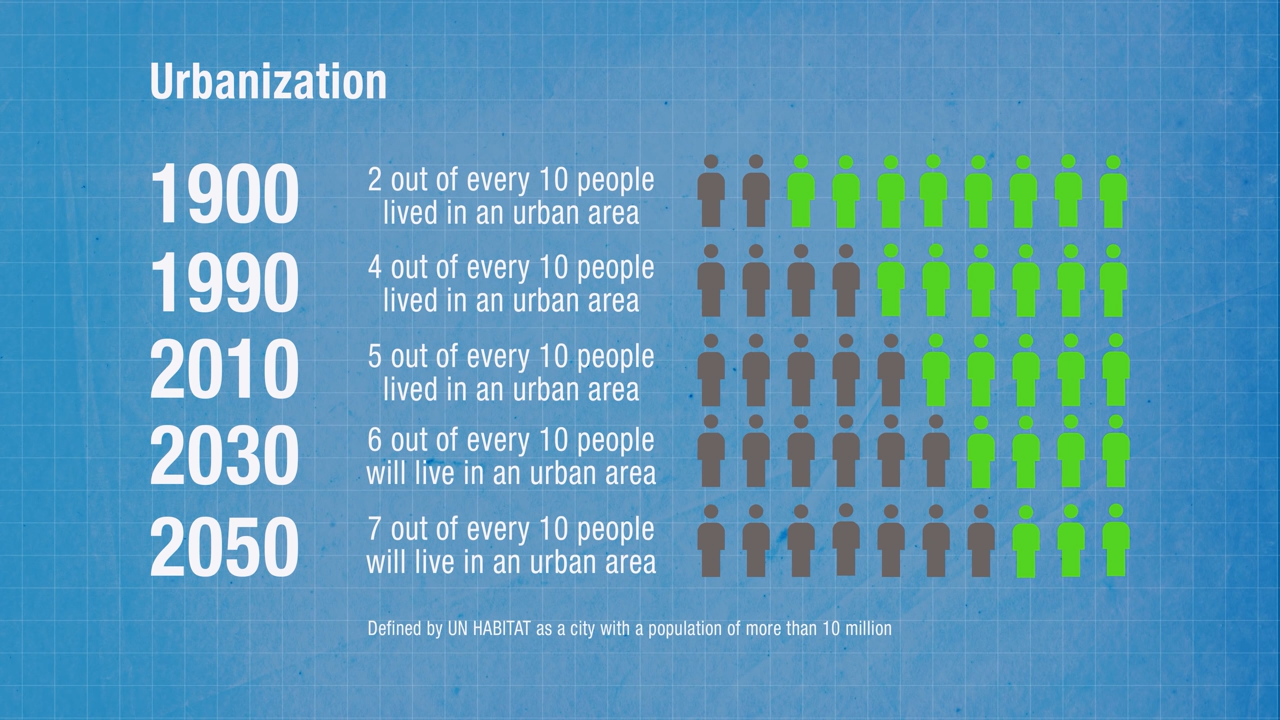 Urbanization
1900
2 out of every 10 people
lived in an urban area
1990
4 out of every 10 people
lived in an urban area
2010
5 out of every 10 people
lived in an urban area
2030
6 out of every 10 people
will live in an urban area
2050
7 out of every 10 people
will live in an urban area
Defined by UN HABITAT as a city with a population of more than 10 million